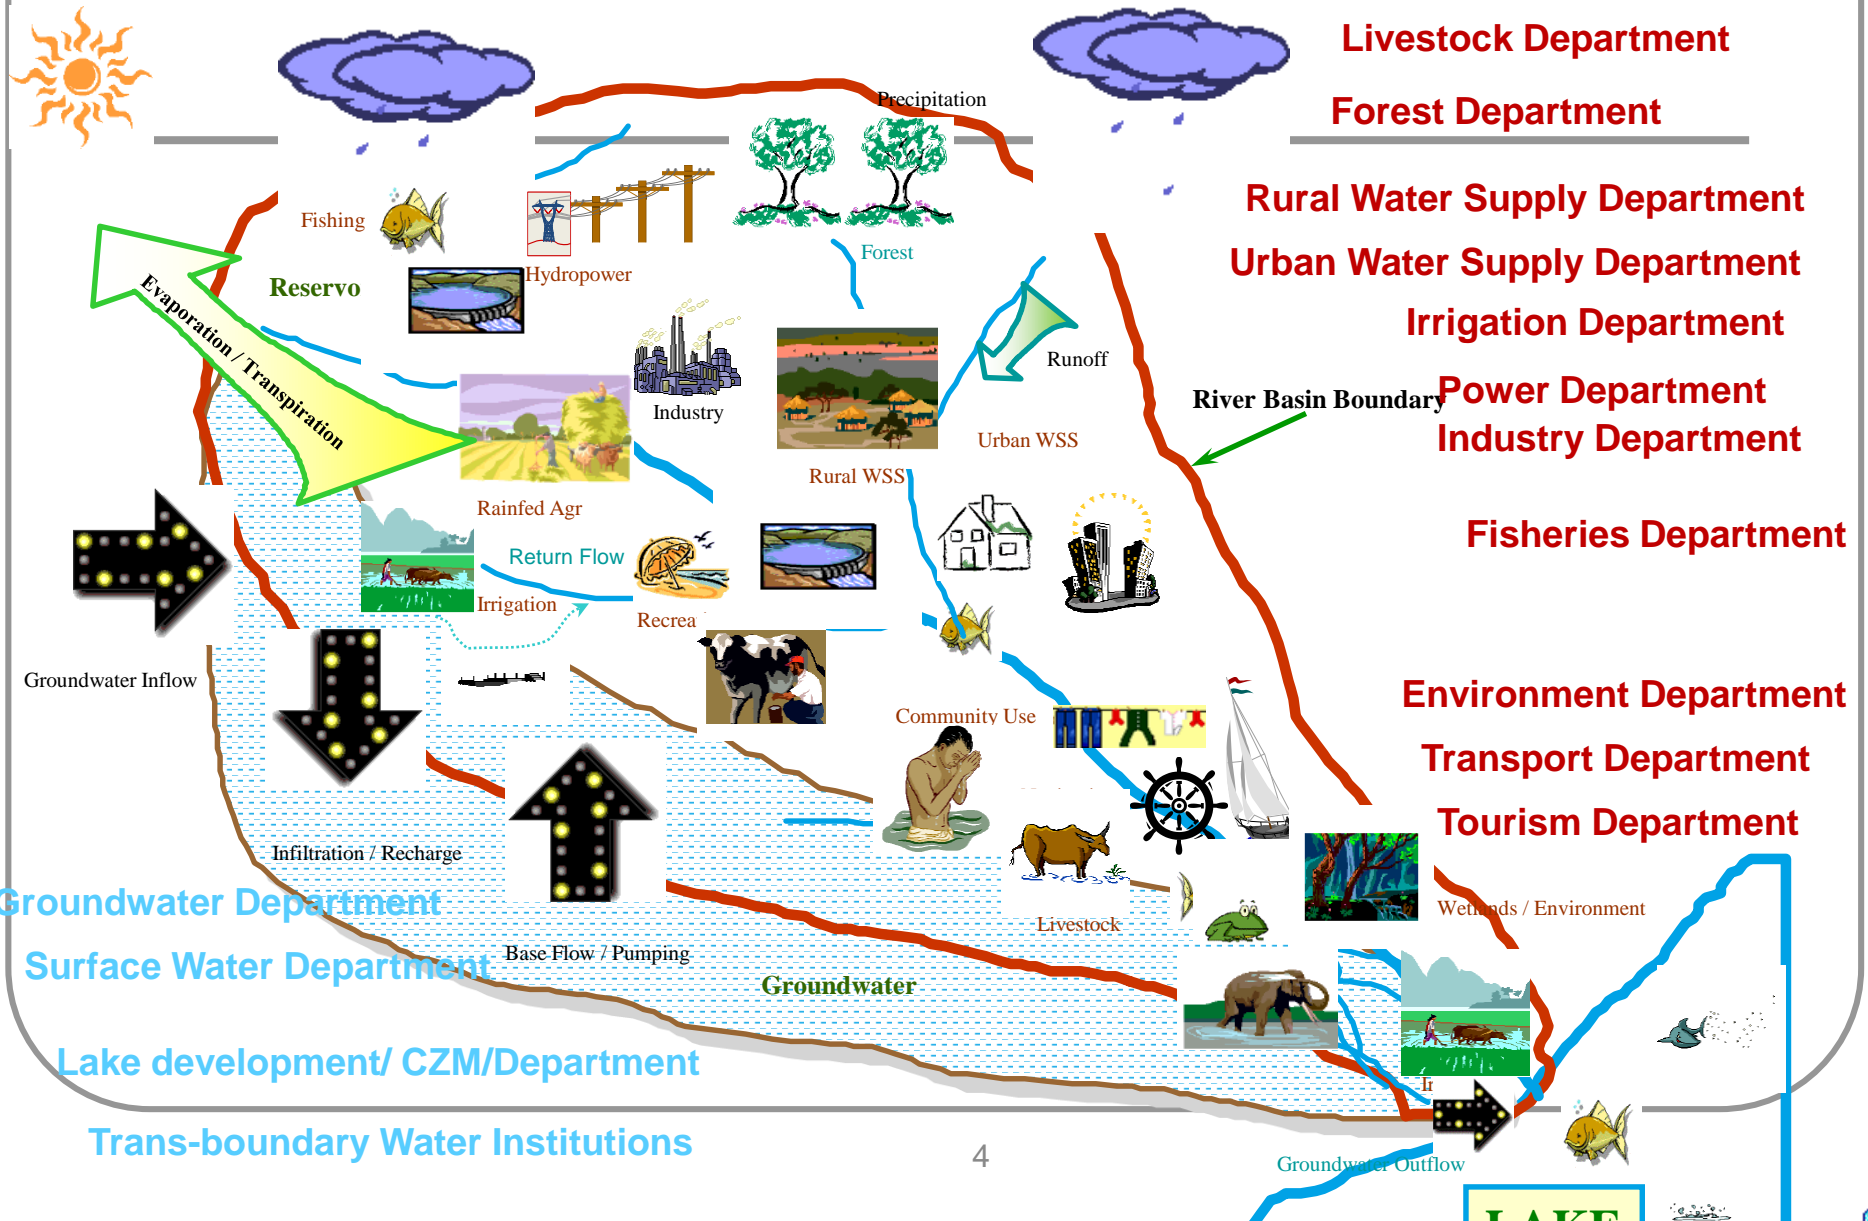 Livestock Department
Precipitation
Forest Department
Rural Water Supply Department
Fishing
Forest
Urban Water Supply Department
Hydropower
Reservo
Evaporation / Transpiration
Irrigation Department
Runoff
Industry
River Basin Boundary
Power Department
Industry Department
Urban WSS
Rural WSS
Rainfed Agr
Fisheries Department
Return Flow
Irrigation
Recrea
Groundwater Inflow
Environment Department
Community Use
Transport Department
Tourism Department
Infiltration / Recharge
Groundwater Department
Wetlands / Environment
Livestock
Surface Water Department
Base Flow / Pumping
Groundwater
Lake development/ CZM/Department
Ir
Trans-boundary Water Institutions
4
Groundwater Outflow
LAKE